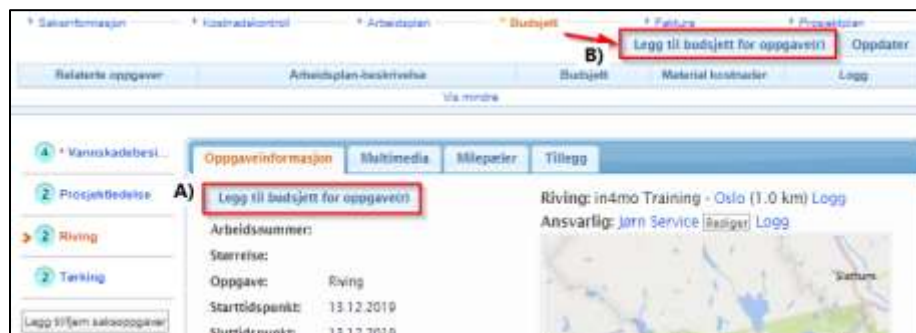 * Saksinformasjon * Kostnadskontroll * Arbeidsplan * Budsjett * Faktura * Prosjektplan
B) Legg til budsjett for oppgave(r) Oppdater
Relaterte oppgaver Arbeidsplan-beskrivelse Budsjett Material kostnader Logg
Vis mindre
4 * Vannskadebesi...
Oppgaveinformasjon Multimedia Milepæler Tillegg
2 Prosjektledelse
A) Legg til budsjett for oppgave(r)
Riving: in4mo Training - Oslo (1.0 km) Logg
Arbeidsnummer: Ansvarlig: Jørn Service Rediger Logg
2 Riving
Størrelse:
2 Tørking
Oppgave: Riving
Slattum
Starttidspunkt: 13.12.2019
Legg til/fjern saksoppgaver
Sluttidspunkt: 13.12.2019